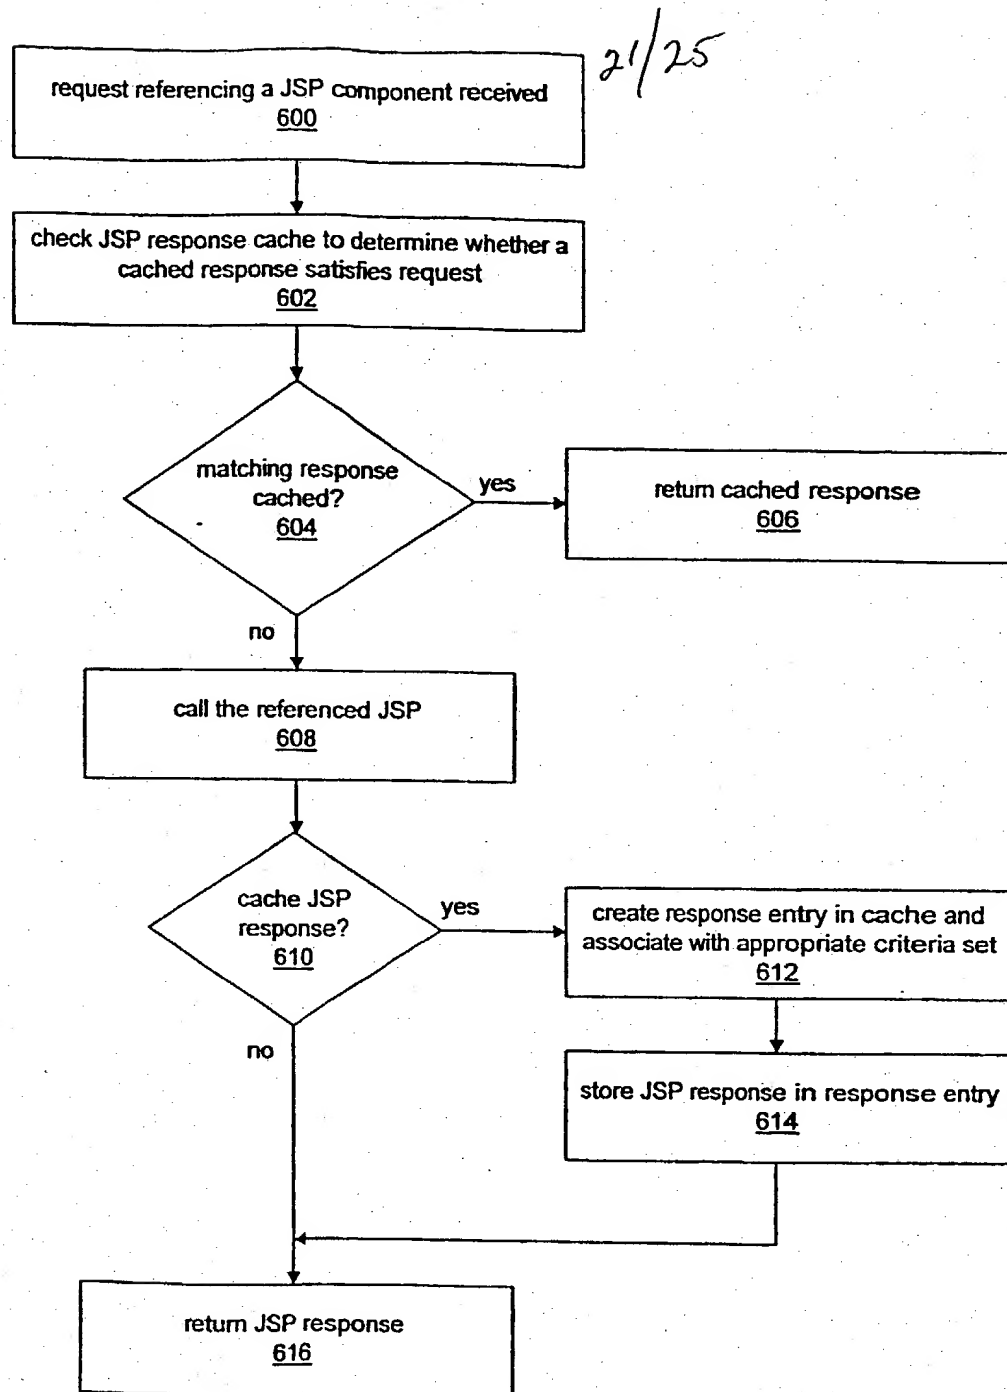 21/25
request referencing a JSP component received
600
check JSP response cache to determine whether a
cached response satisfies request
602
matching response
cached?
604
yes
return cached response
606
no
call the referenced JSP
608
cache JSP
response?
610
yes
create response entry in cache and
associate with appropriate criteria set
612
no
store JSP response in response entry
614
return JSP response
616